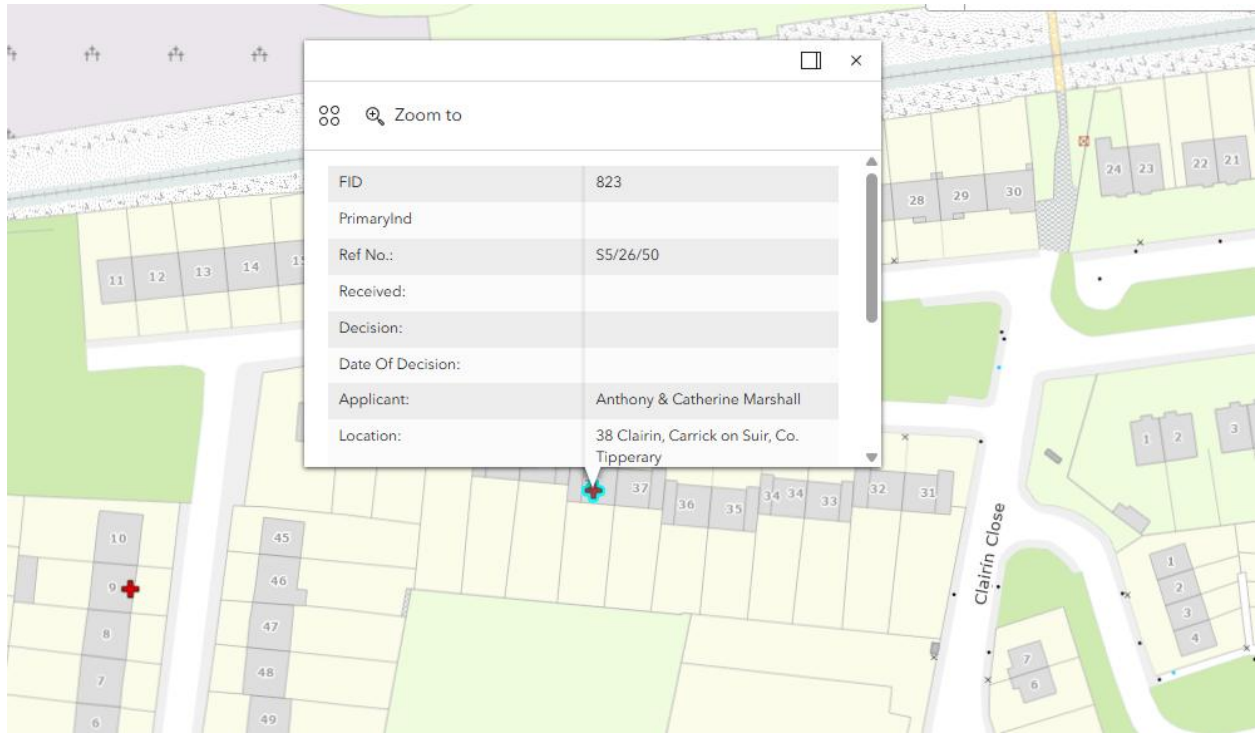 Zoom to
FID 823
PrimaryInd
Ref No.: S5/26/50
Received:
Decision:
Date Of Decision:
Applicant: Anthony & Catherine Marshall
Location: 38 Clairin, Carrick on Suir, Co.
Tipperary
24 23 22 21
28 29 30
11 12 13 14
1 2 3
37 36 35 34 34 33 32 31
10 45
9 46
8 47
7 48
6 49
Clairín Close
1
2
3
4
7
6